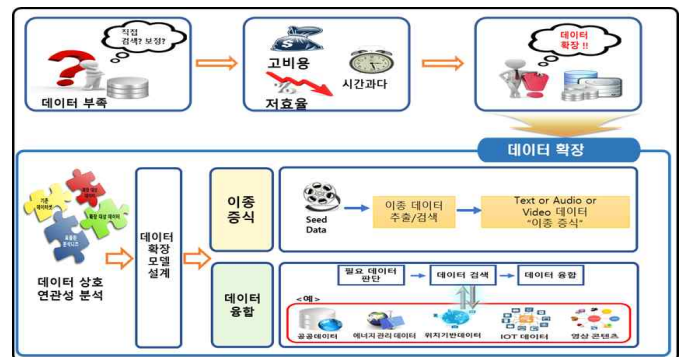 직접
검색? 보정?
데이터 부족
고비용
시간과다
%
저효율
데이터
확장 !!
데이터 확장
데이터 상호
연관성 분석
데이터
확장
모델
설계
이종
증식
Seed
Data
이종 데이터
추출/검색
Text or Audio or
Video 데이터
"이종 증식"
데이터
융합
필요 데이터
판단
데이터 검색
데이터 융합
<예>
공공데이터
에너지관리데이터
위치기반데이터
IOT 데이터
영상 콘텐츠